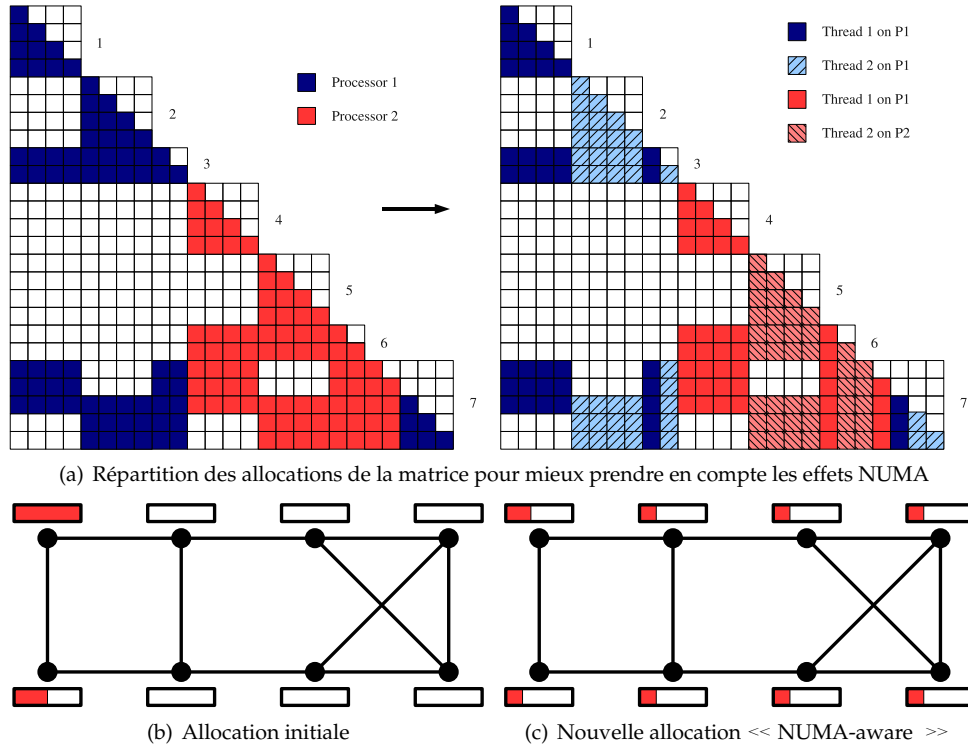 1
2
3
4
5
6
7
Processor 1
Processor 2
1
2
3
4
5
6
7
Thread 1 on P1
Thread 2 on P1
Thread 1 on P1
Thread 2 on P2
(a) Répartition des allocations de la matrice pour mieux prendre en compte les effets NUMA
(b) Allocation initiale
(c) Nouvelle allocation << NUMA-aware >>